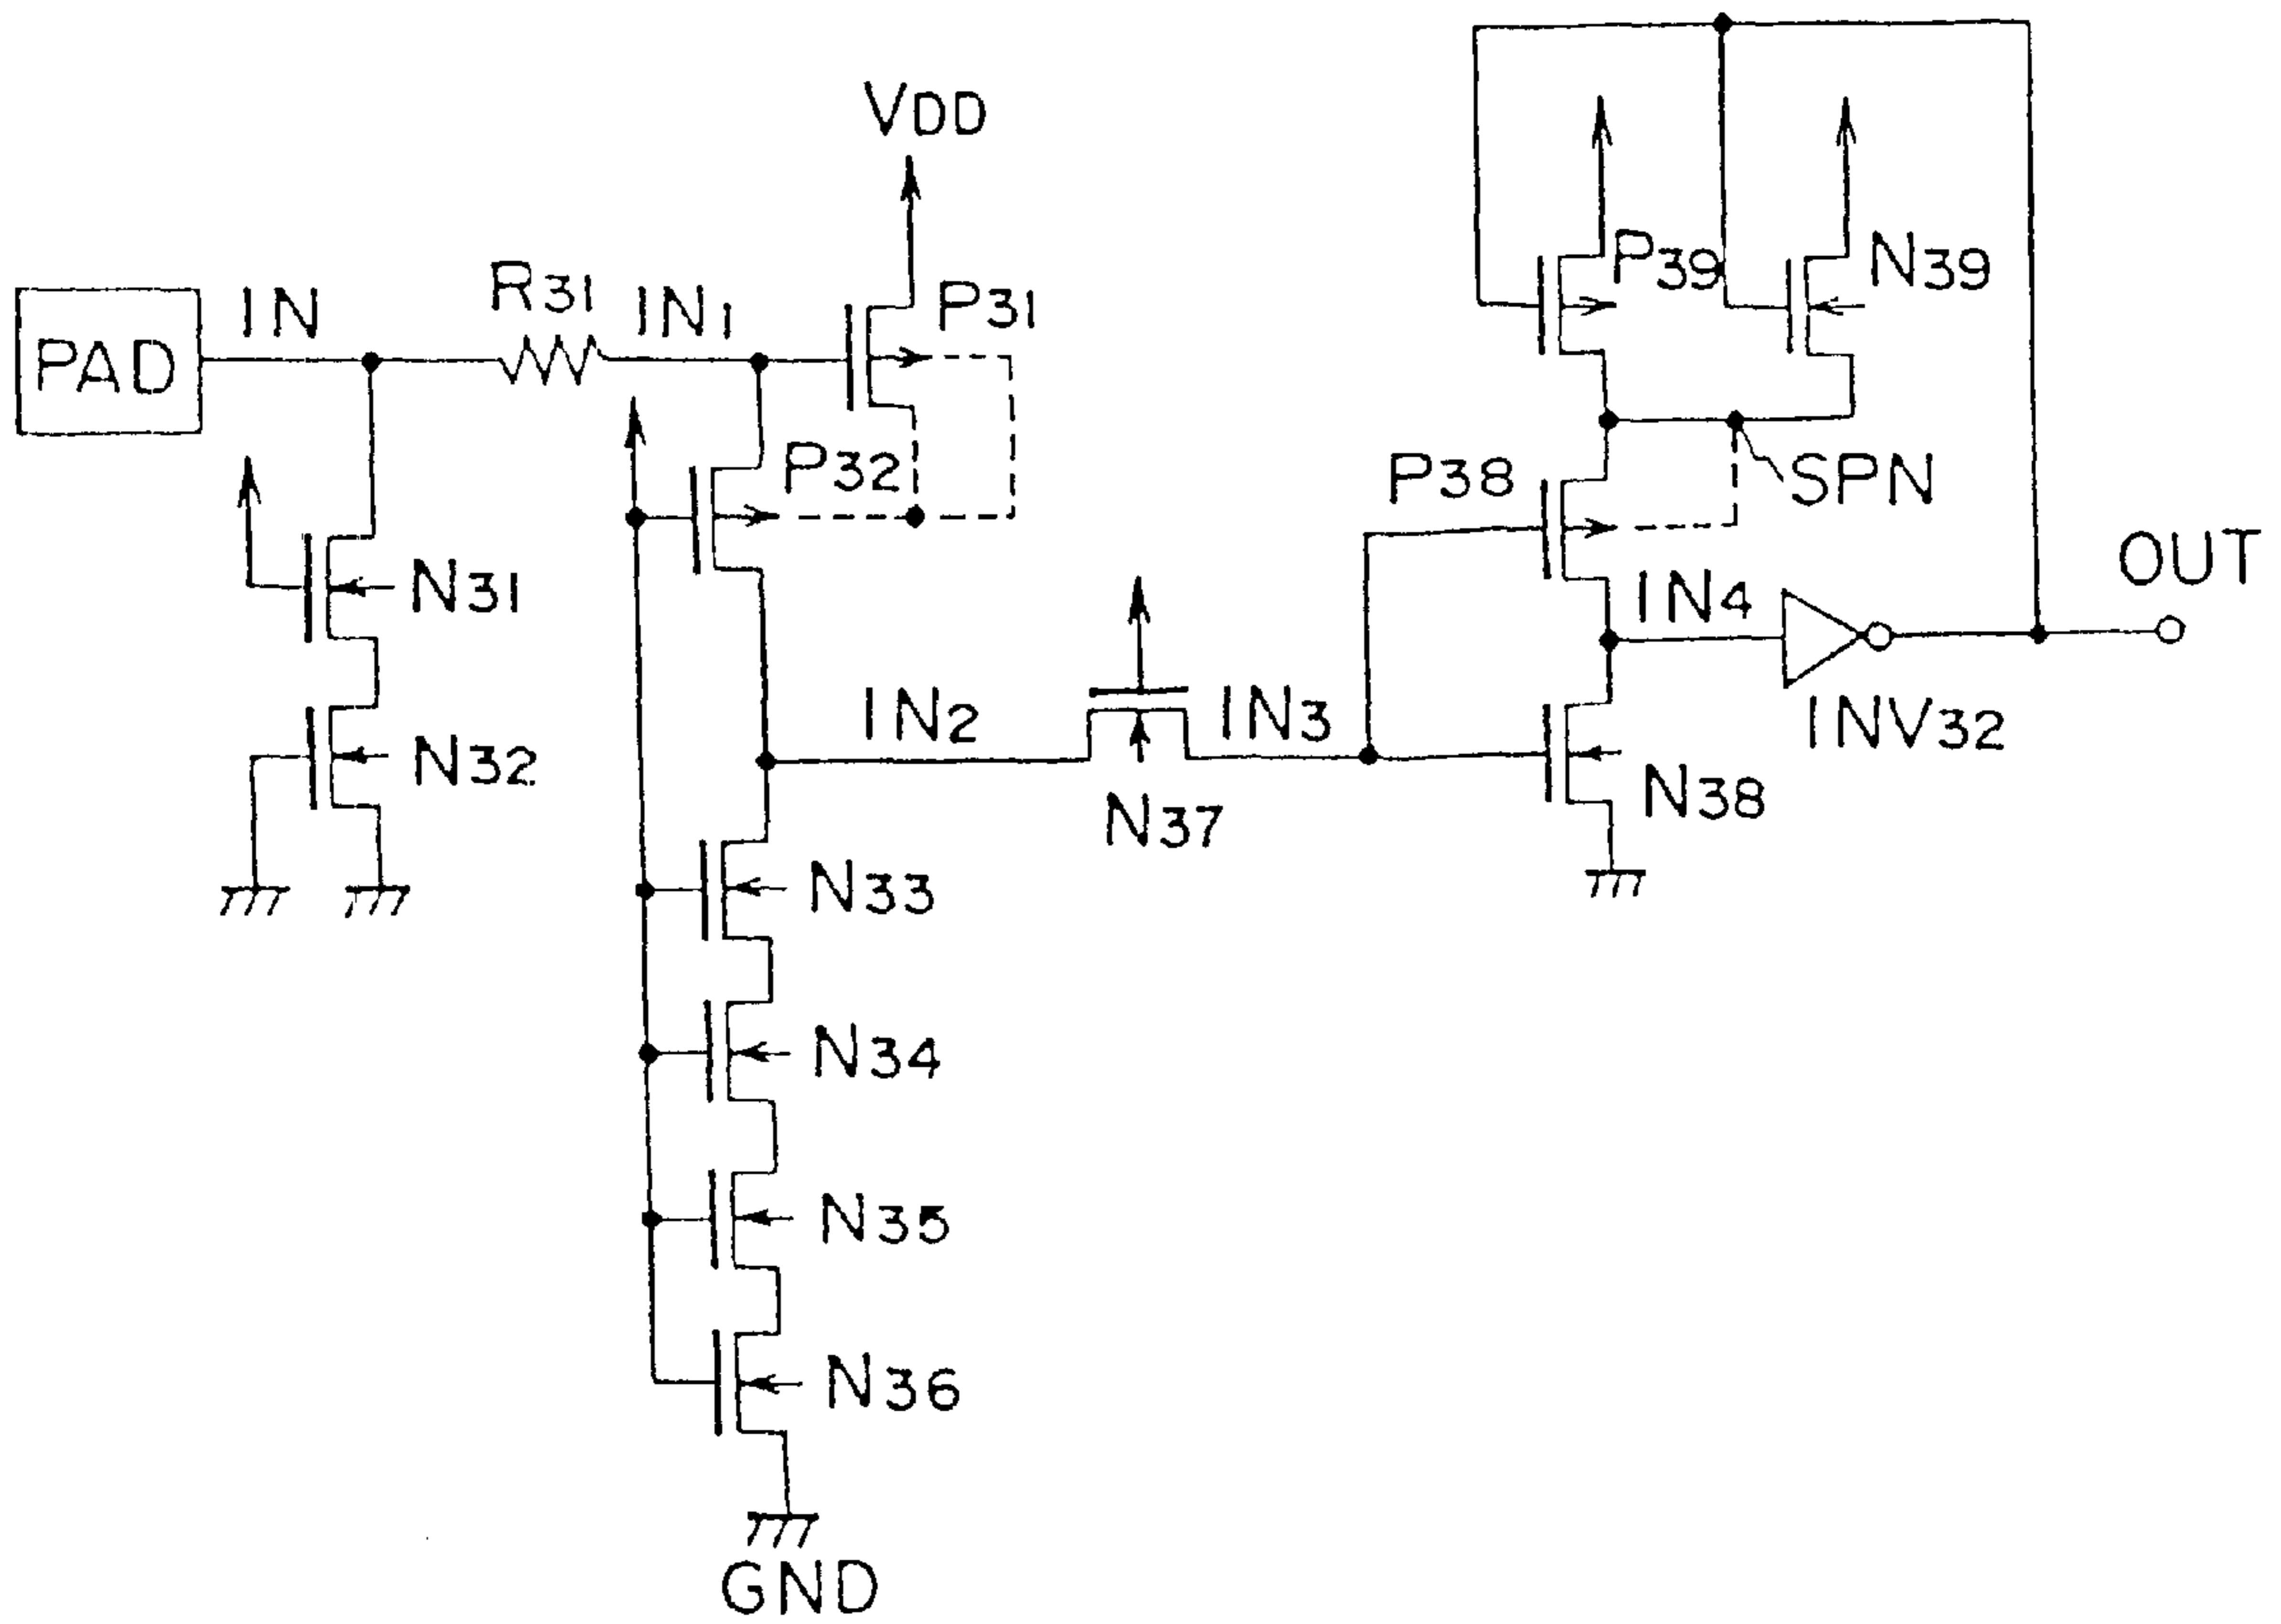 VDD
PAD
IN
R31
IN1
P31
P39
N39
P32
P38
SPN
N31
IN4
OUT
IN2
IN3
INV32
N32
N37
N38
N33
N34
N35
N36
GND